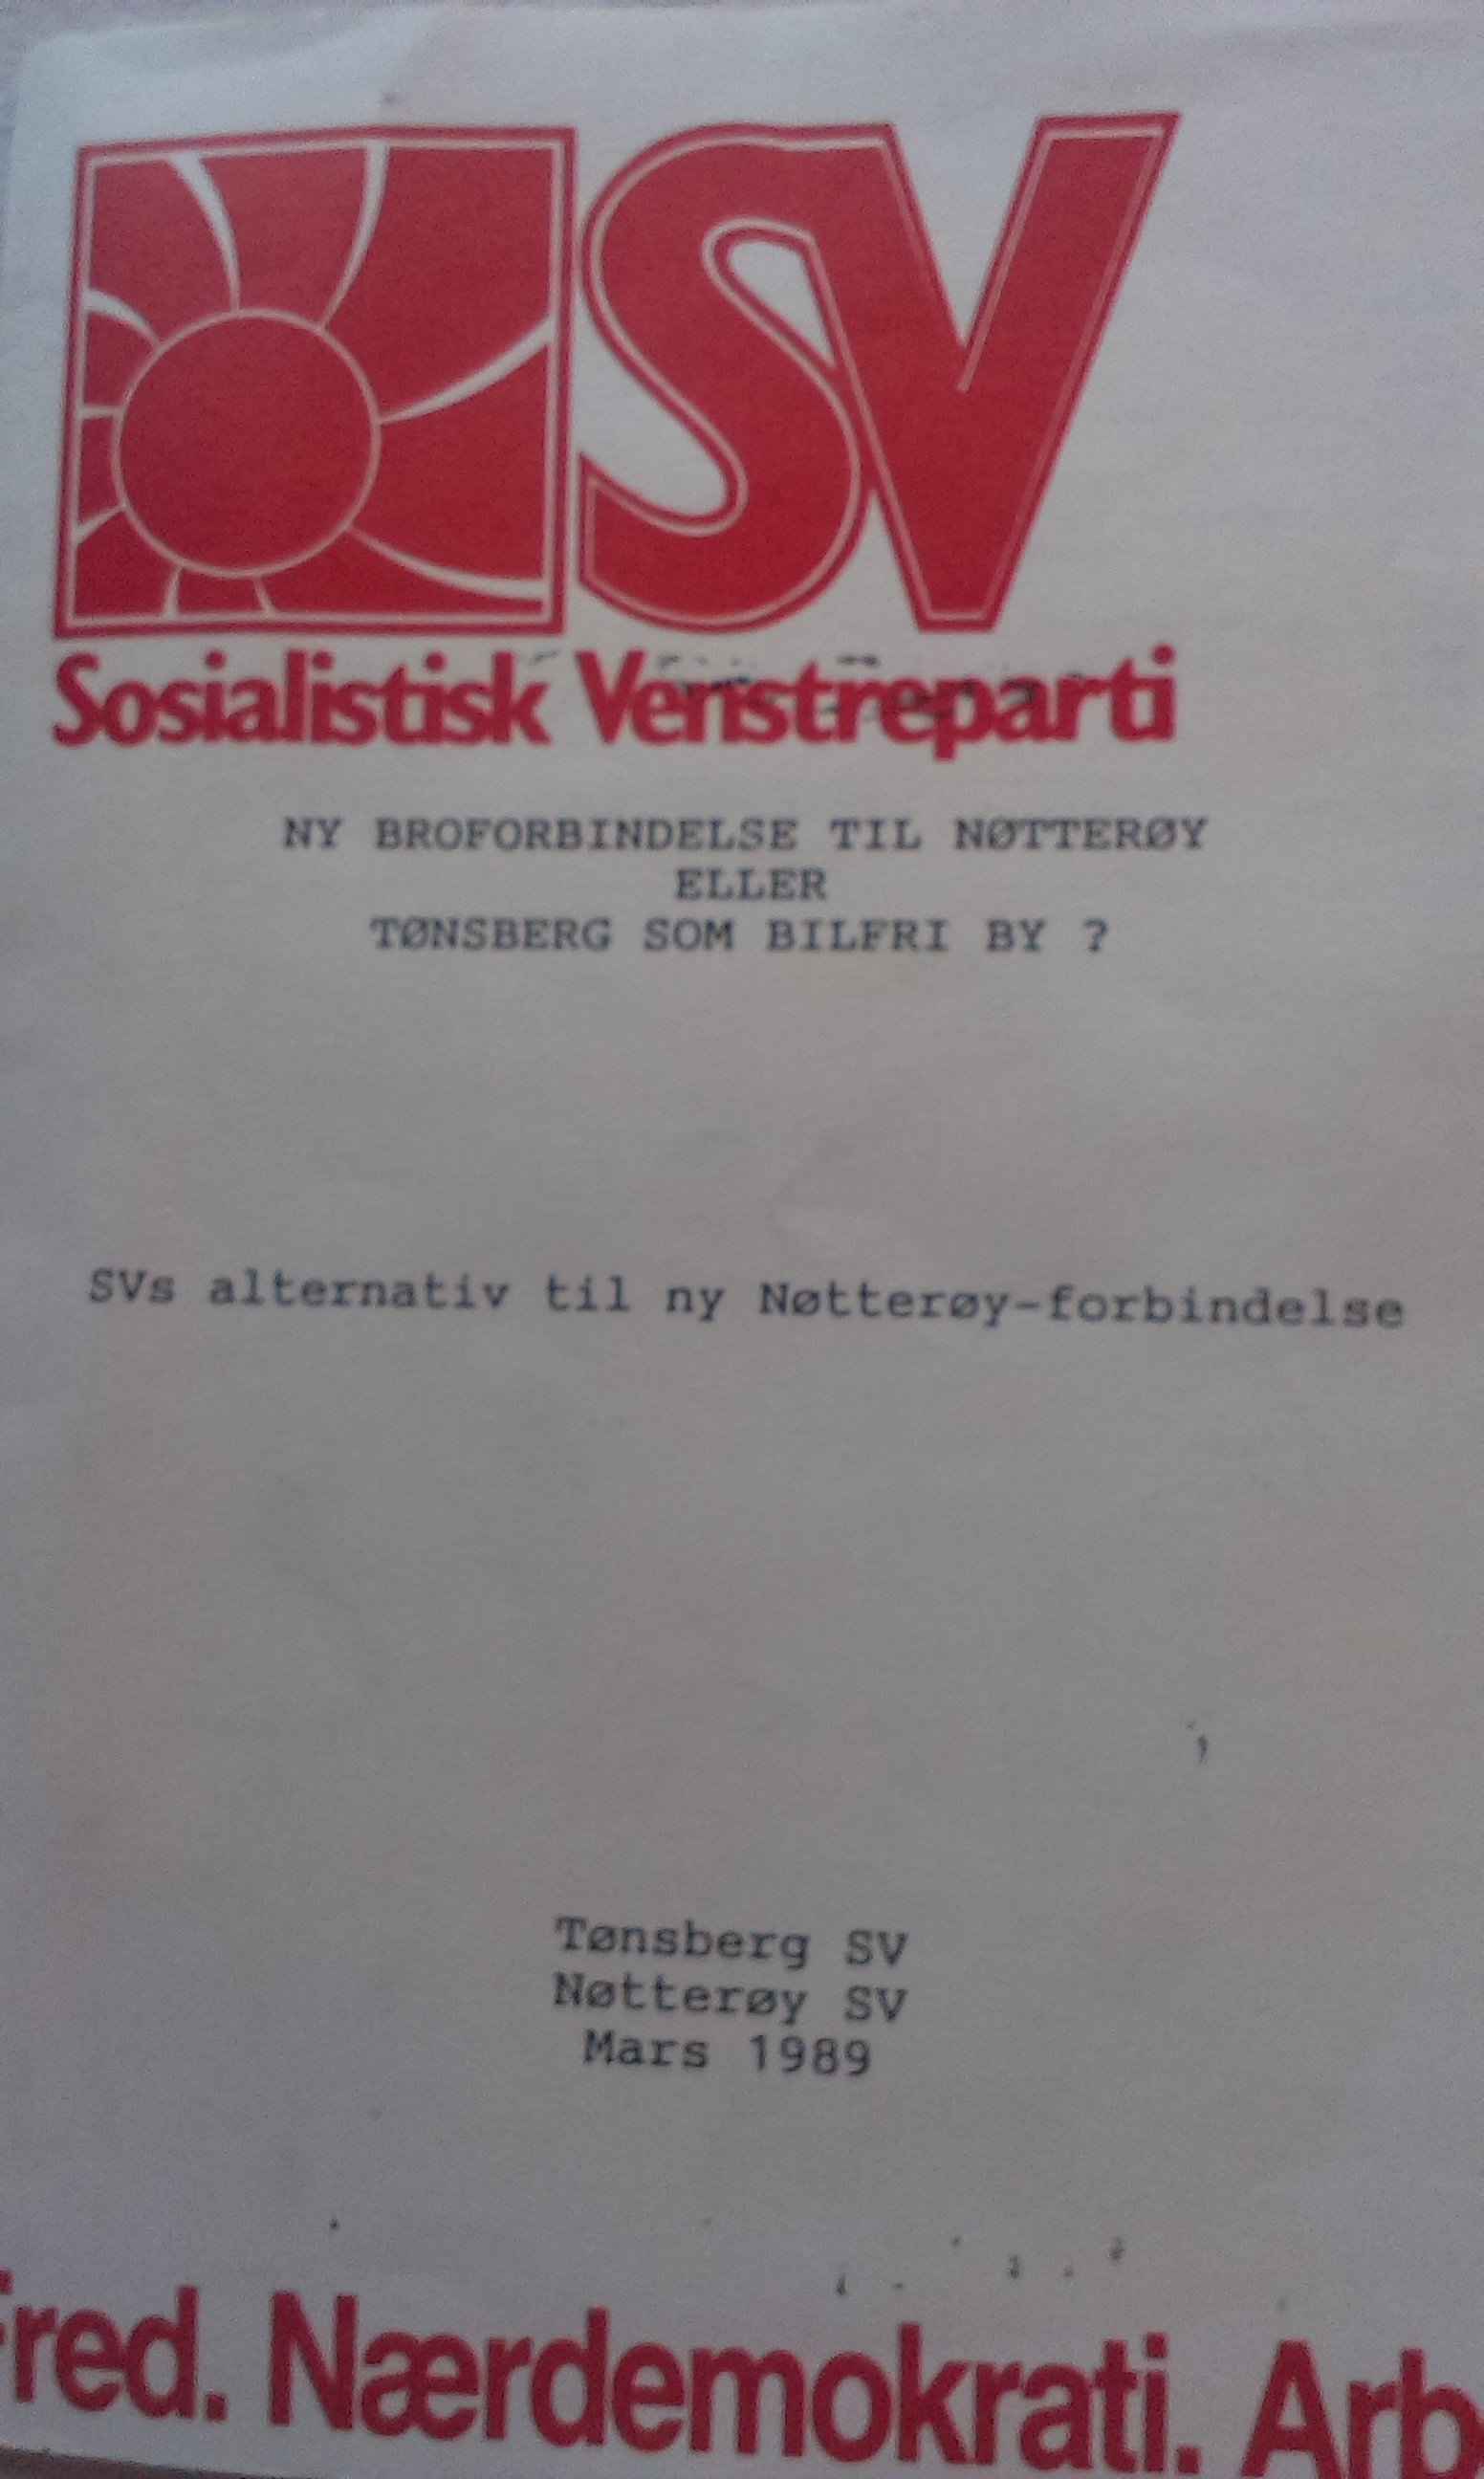 SV
Sosialistisk Venstreparti
NY BROFORBINDELSE TIL NØTTERØY
ELLER
TØNSBERG SOM BILFRI BY ?
SVs alternativ til ny Nøtterøy-forbindelse
Tønsberg SV
Nøtterøy SV
Mars 1989
Fred. Nærdemokrati. Arb